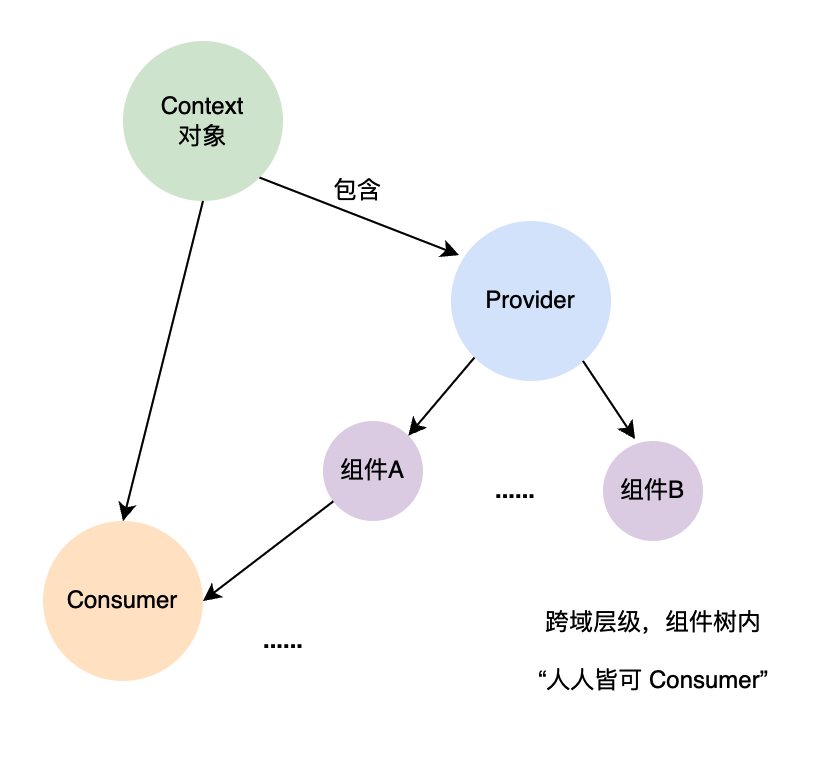 Context
对象
包含
Provider
组件A
......
组件B
Consumer
......
跨域层级，组件树内
“人人皆可 Consumer”